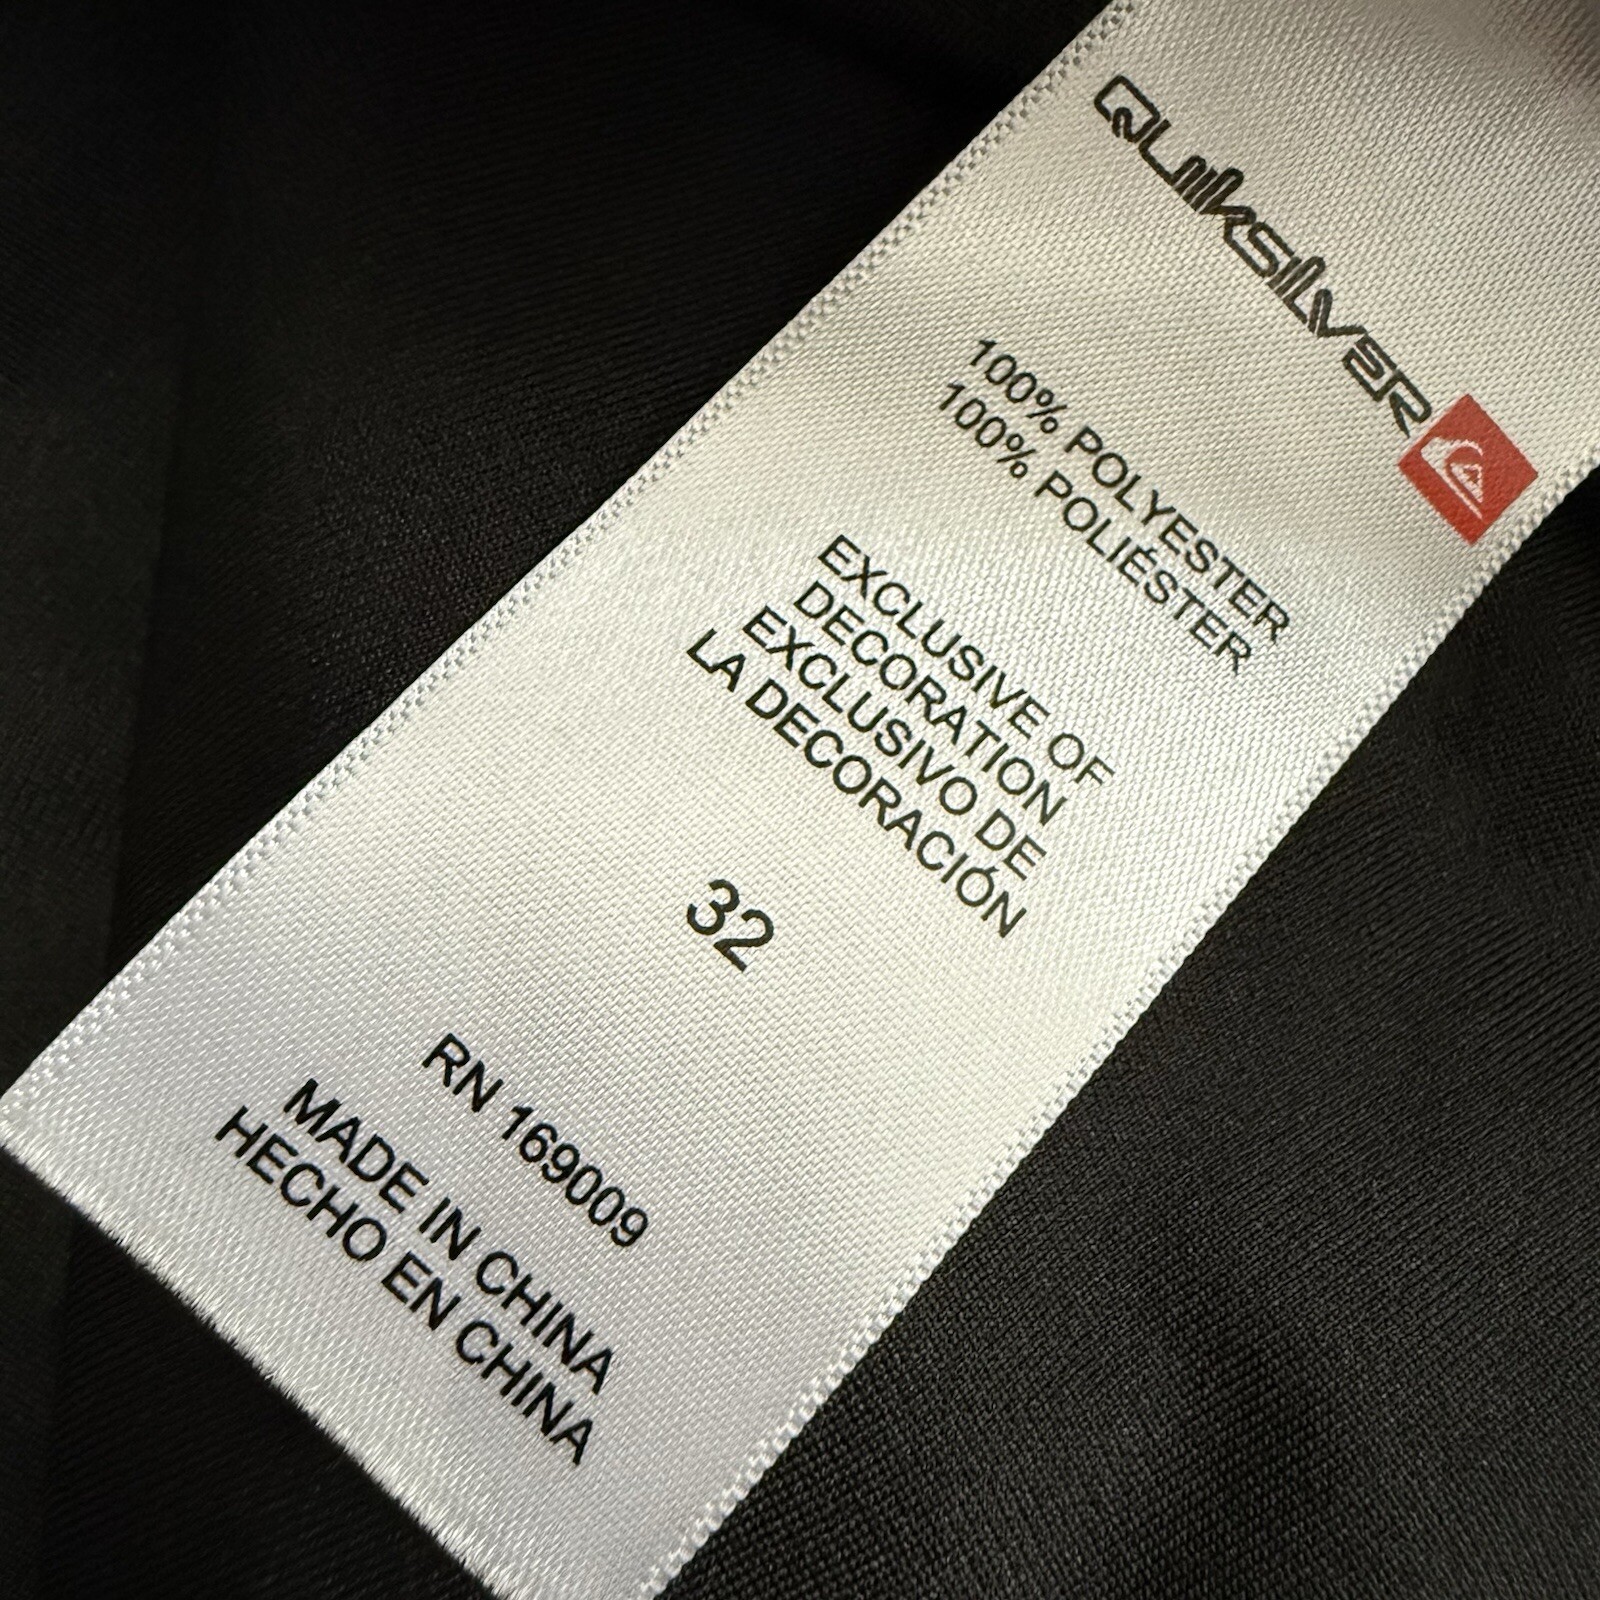 QUIKSILVER
100% POLYESTER
100% POLIÉSTER
EXCLUSIVE OF
DECORATION
EXCLUSIVO DE
LA DECORACIÓN
32
RN 169009
MADE IN CHINA
HECHO EN CHINA